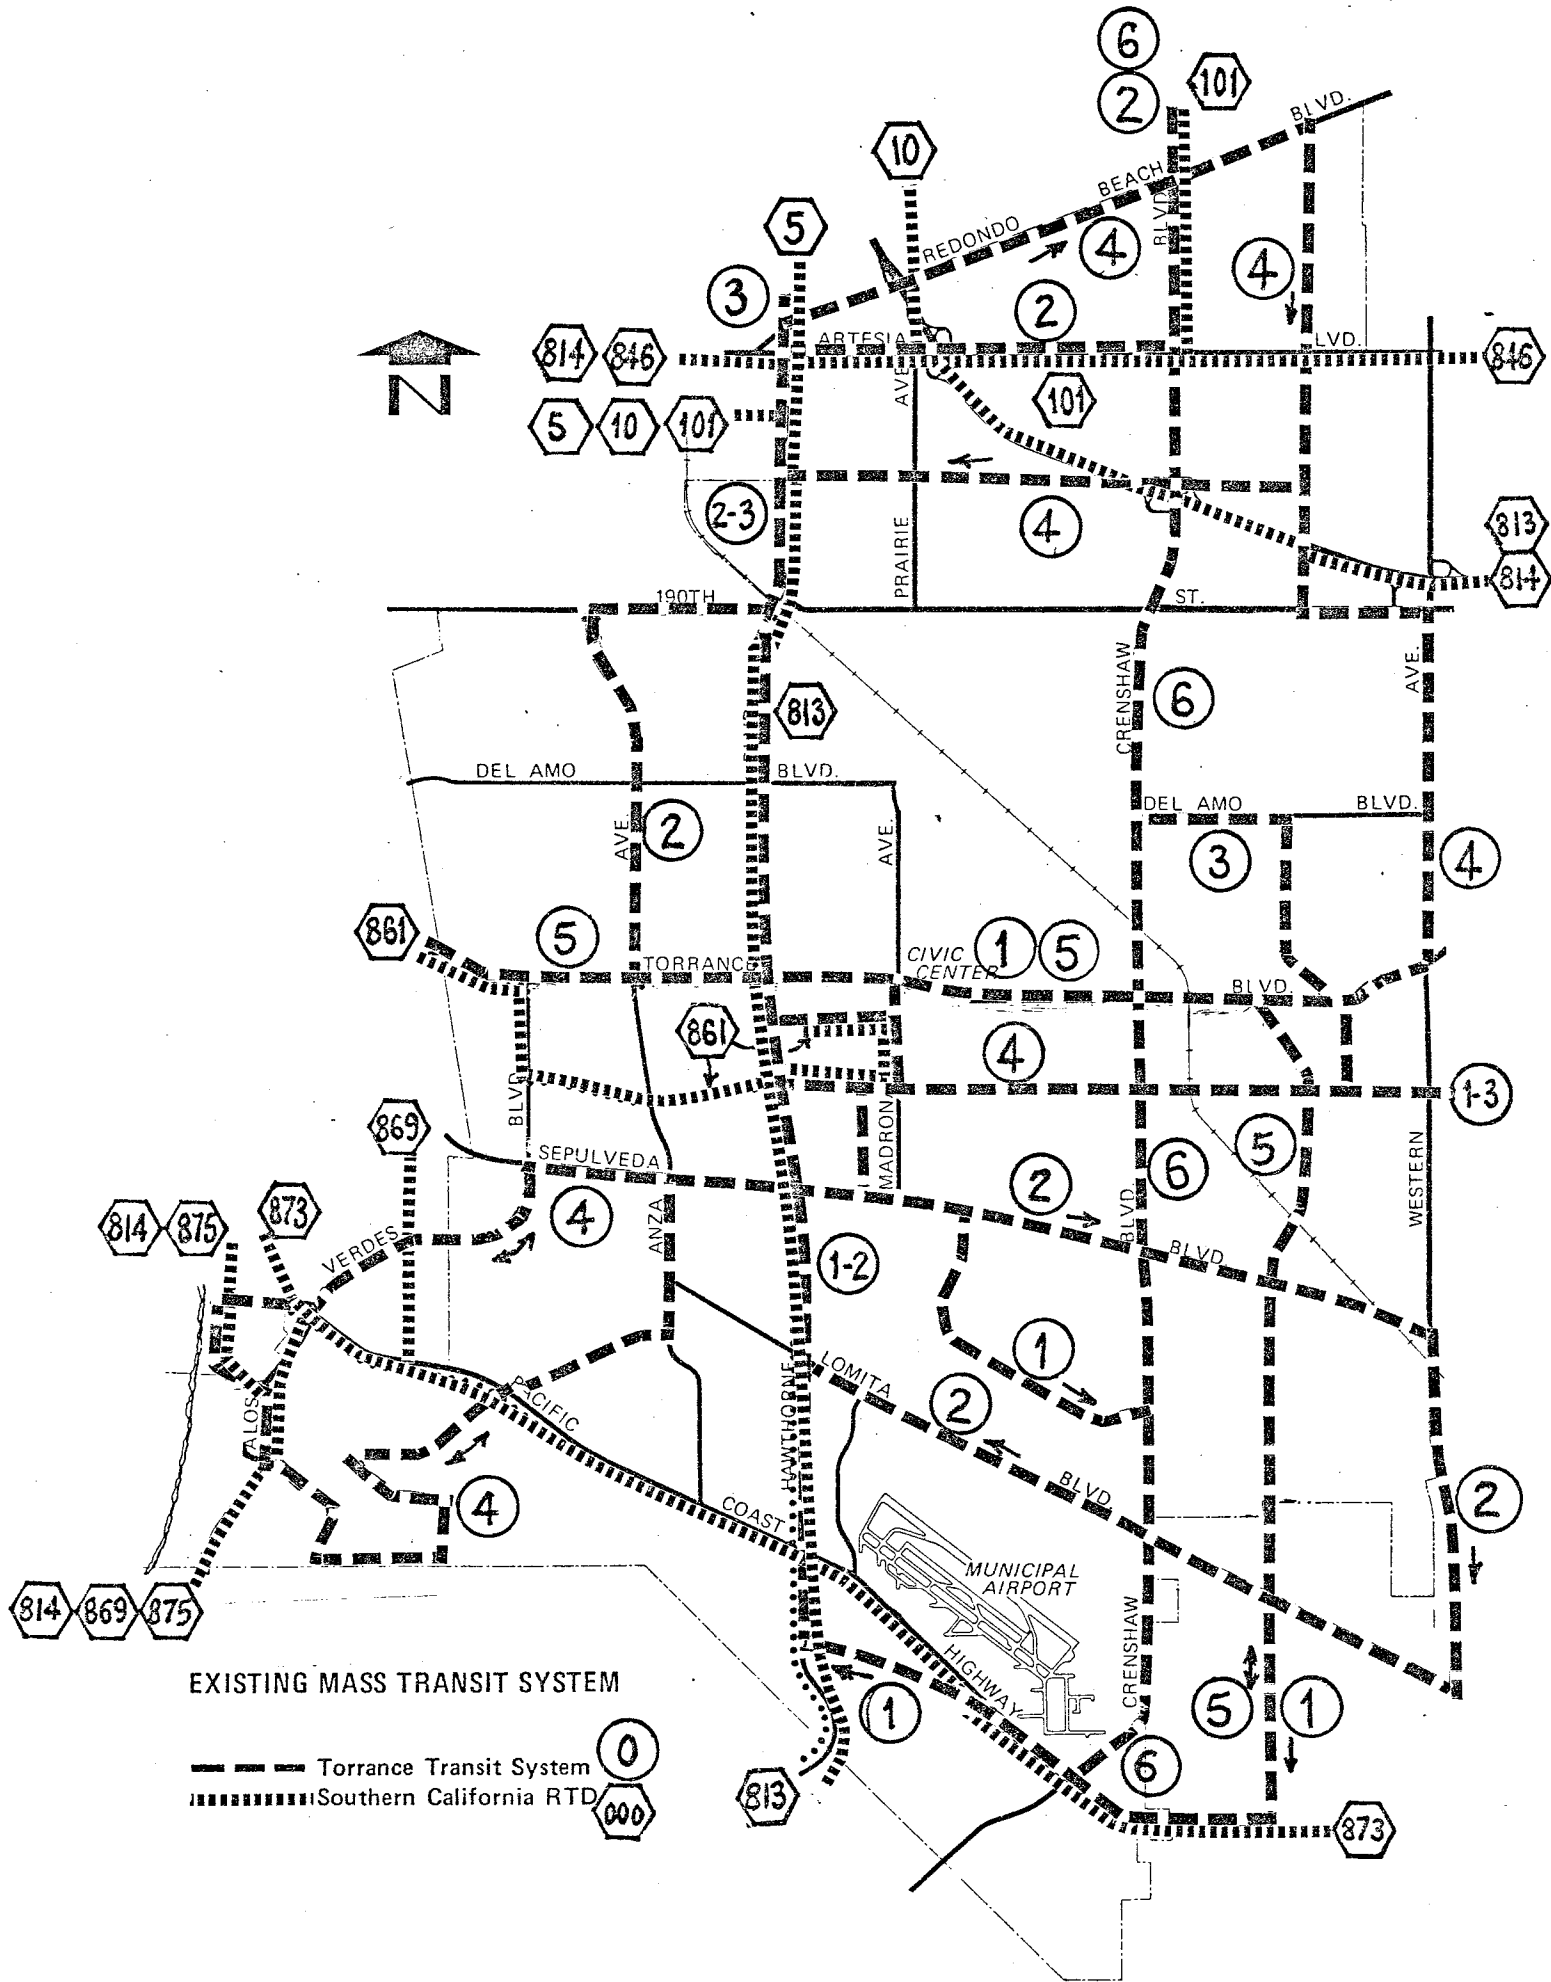 6
2
101
BLVD.
10
BEACH
BLVD.
5
REDONDO
4
4
3
2
ARTESIA
LVD.
814 846
846
AVE
101
5 10 101
2-3
4
813
814
PRAIRIE
190TH
ST.
AVE.
CRENSHAW
6
813
DEL AMO
BLVD.
DEL AMO
BLVD.
AVE.
2
AVE.
3
4
861
5
CIVIC
CENTER
1 5
TORRANCE
BLVD.
861
4
BLVD.
MADRONA
1-3
869
SEPULVEDA
5
6
WESTERN
2
814 875
873
4
VERDES
ANZA
BLVD.
BLVD.
1-2
1
LOMITA
HAWTHORNE
2
PACIFIC
ALOS
BLVD.
4
COAST
2
MUNICIPAL
AIRPORT
814 869 875
CRENSHAW
HIGHWAY
EXISTING MASS TRANSIT SYSTEM
1
5 1
Torrance Transit System 0
6
Southern California RTD 000
813
873
N